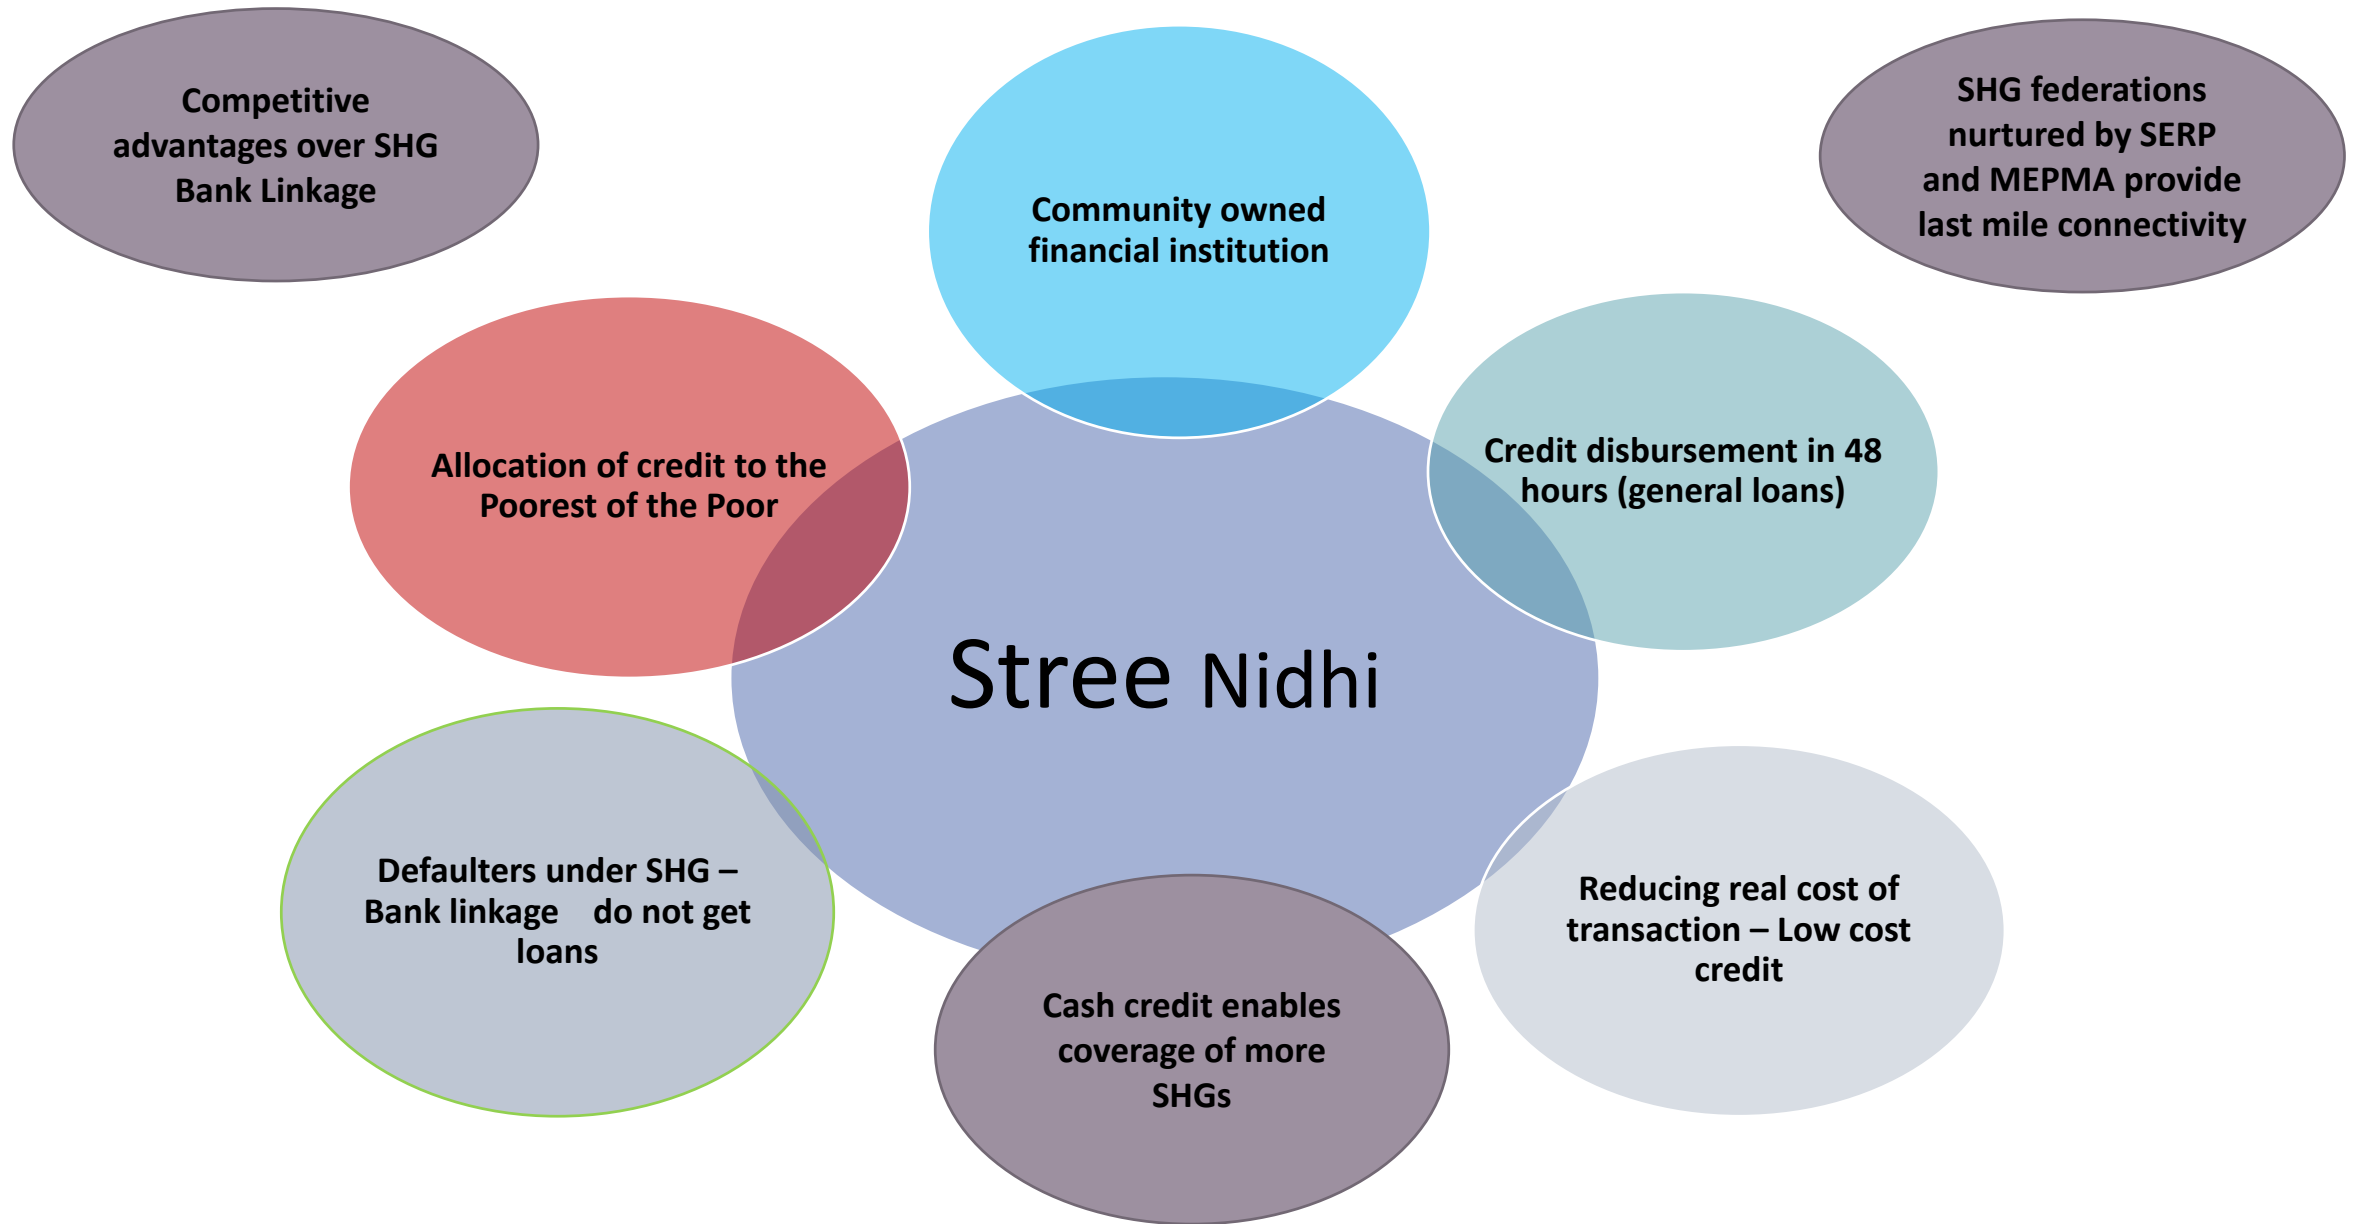 Competitive
advantages over SHG
Bank Linkage
Community owned
financial institution
SHG federations
nurtured by SERP
and MEPMA provide
last mile connectivity
Allocation of credit to the
Poorest of the Poor
Credit disbursement in 48
hours (general loans)
Stree Nidhi
Defaulters under SHG –
Bank linkage do not get
loans
Cash credit enables
coverage of more
SHGs
Reducing real cost of
transaction – Low cost
credit